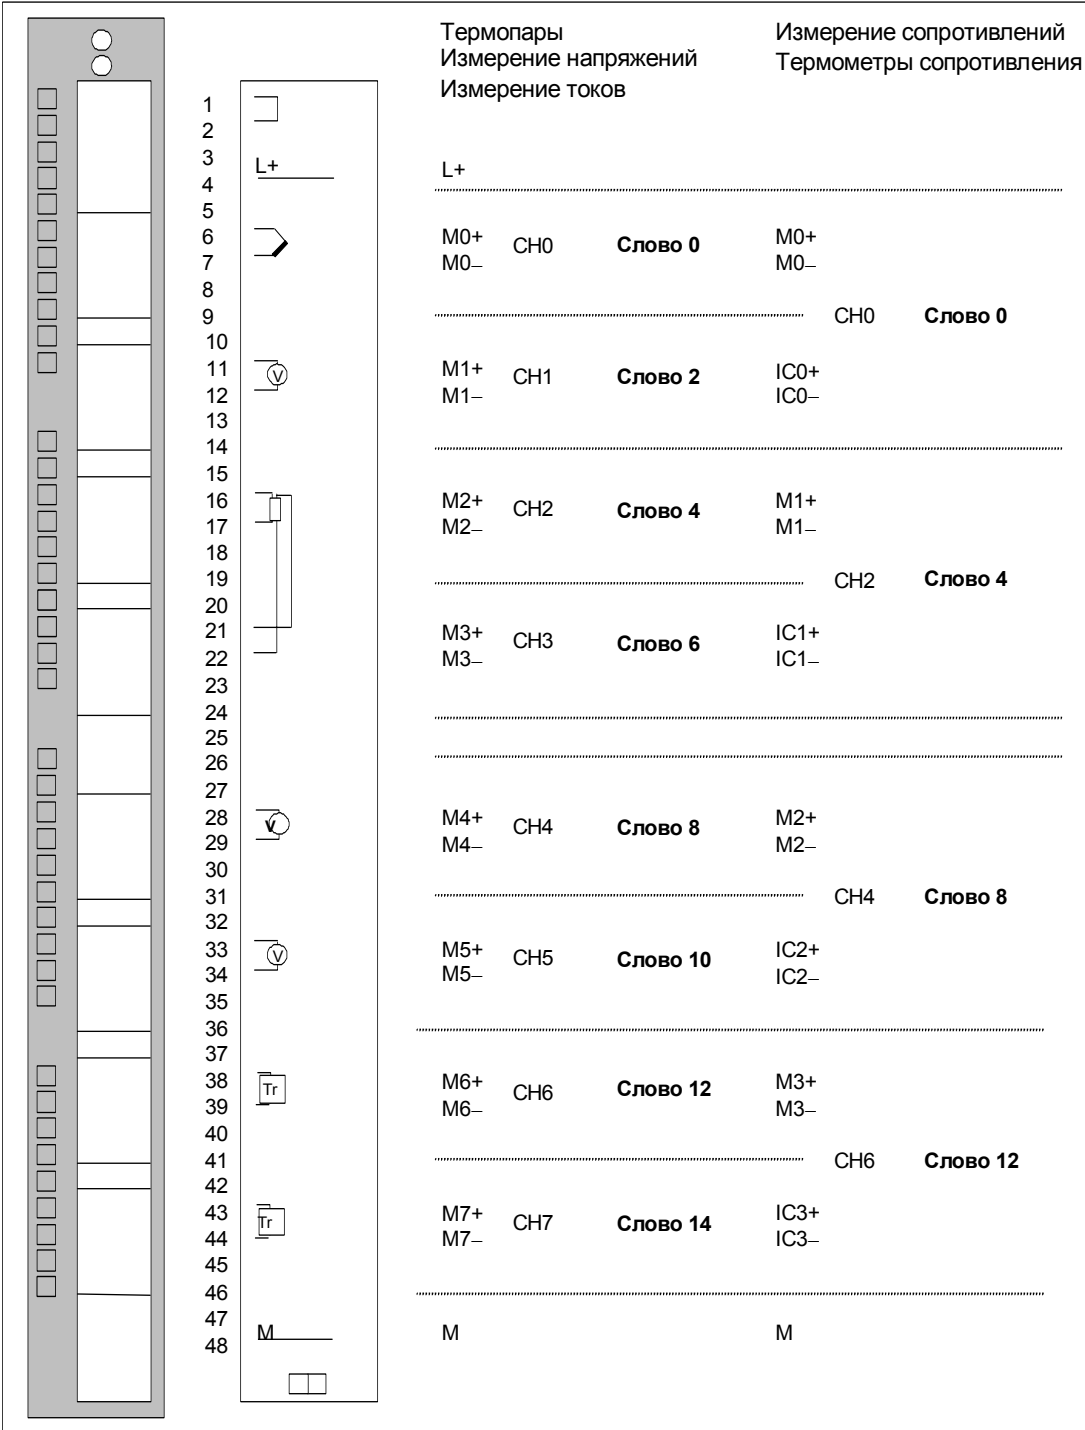 Термопары Измерение сопротивлений
Измерение напряжений Термометры сопротивления
Измерение токов
1
2
3 L+ L+
4
5
6 M0+ CH0 Слово 0 M0+
7 M0– M0–
8
9 CH0 Слово 0
10
11 V M1+ CH1 Слово 2 IC0+
12 M1– IC0–
13
14
15
16 M2+ CH2 Слово 4 M1+
17 M2– M1–
18
19 CH2 Слово 4
20
21 M3+ CH3 Слово 6 IC1+
22 M3– IC1–
23
24
25
26
27
28 V M4+ CH4 Слово 8 M2+
29 M4– M2–
30
31 CH4 Слово 8
32
33 V M5+ CH5 Слово 10 IC2+
34 M5– IC2–
35
36
37
38 Tr M6+ CH6 Слово 12 M3+
39 M6– M3–
40
41 CH6 Слово 12
42
43 Tr M7+ CH7 Слово 14 IC3+
44 M7– IC3–
45
46
47 M M M
48